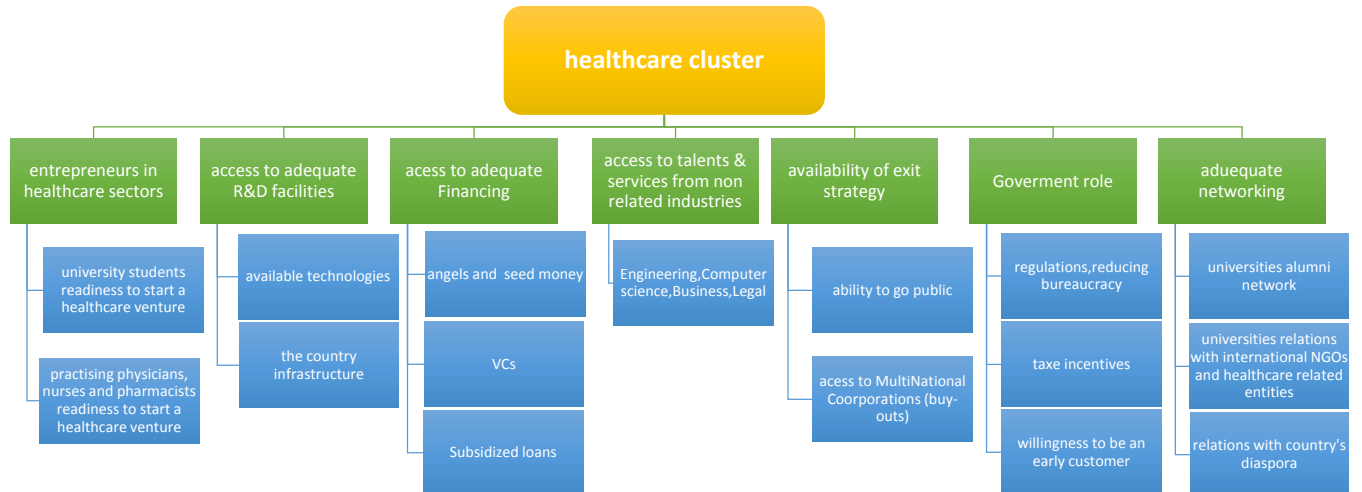 healthcare cluster
entrepreneurs in
healthcare sectors
university students
readiness to start a
healthcare venture
practising physicians,
nurses and pharmacists
readiness to start a
healthcare venture
access to adequate
R&D facilities
available technologies
the country
infrastructure
acess to adequate
Financing
angels and seed money
VCs
Subsidized loans
access to talents &
services from non
related industries
Engineering,Computer
science,Business,Legal
availability of exit
strategy
ability to go public
acess to MultiNational
Coorporations (buy-
outs)
Goverment role
regulations,reducing
bureaucracy
taxe incentives
willingness to be an
early customer
aduequate
networking
universities alumni
network
universities relations
with international NGOs
and healthcare related
entities
relations with country's
diaspora